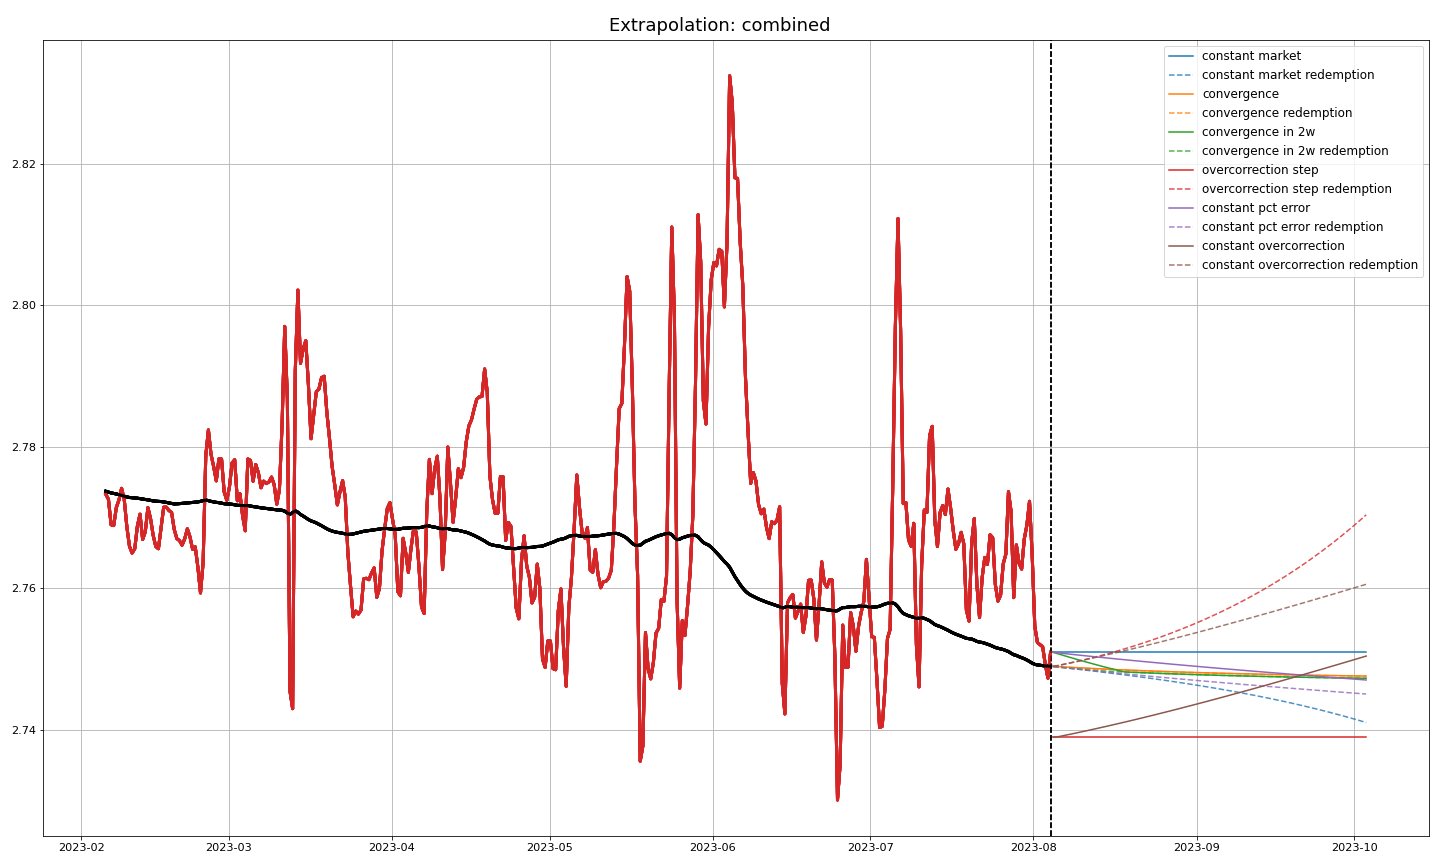 Extrapolation: combined
constant market
constant market redemption
convergence
convergence redemption
convergence in 2w
convergence in 2w redemption
overcorrection step
overcorrection step redemption
constant pct error
constant pct error redemption
constant overcorrection
constant overcorrection redemption
2.82
2.80
2.78
2.76
2.74
2023-02
2023-03
2023-04
2023-05
2023-06
2023-07
2023-08
2023-09
2023-10